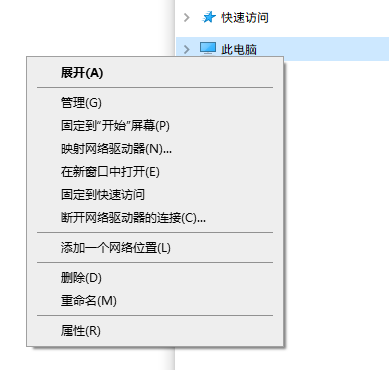 快速访问
此电脑
展开(A)
管理(G)
固定到“开始”屏幕(P)
映射网络驱动器(N)...
在新窗口中打开(E)
固定到快速访问
断开网络驱动器的连接(C)...
添加一个网络位置(L)
删除(D)
重命名(M)
属性(R)